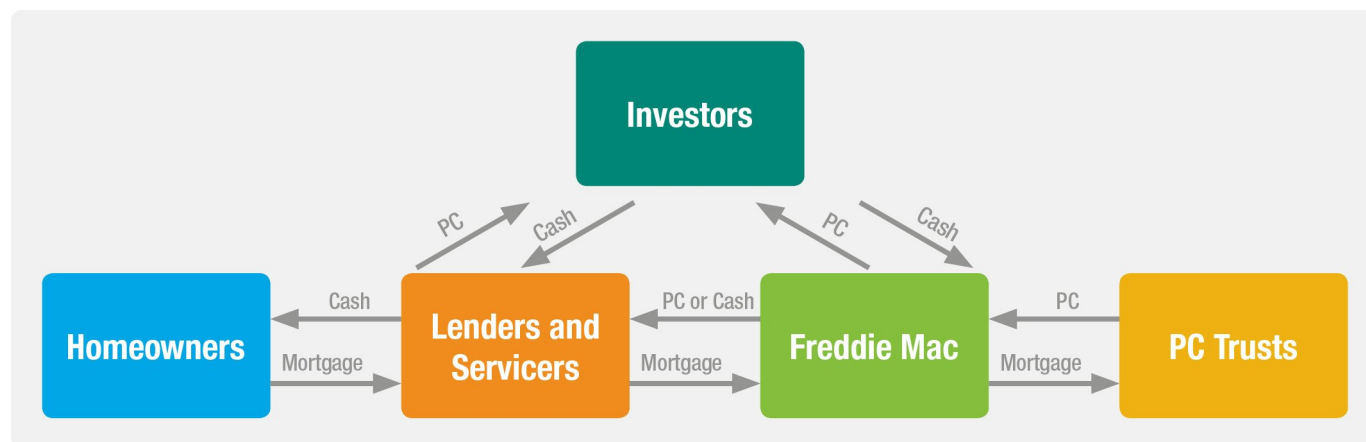 Investors
PC
Cash
PC
Cash
Homeowners
Cash
Mortgage
Lenders and
Servicers
PC or Cash
Mortgage
Freddie Mac
PC
Mortgage
PC Trusts